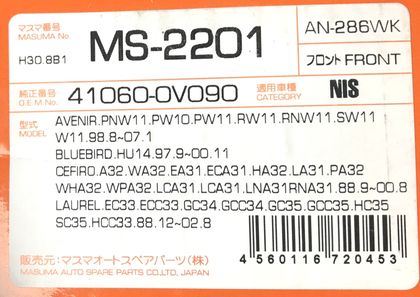 マスマ番号
MASUMA No.
MS-2201
AN-286WK
H30.8B1
フロント FRONT
純正番号
O.E.M No.
41060-0V090
適用車種
CATEGORY
NIS
型式
MODEL
AVENIR.PNW11.PW10.PW11.RW11.RNW11.SW11
W11.98.8~07.1
BLUEBIRD.HU14.97.9~00.11
CEFIRO.A32.WA32.EA31.ECA31.HA32.LA31.PA32
WHA32.WPA32.LCA31.LCA31.LNA31RNA31.88.9~00.8
LAUREL.EC33.ECC33.GC34.GCC34.GC35.GCC35.HC35
SC35.HCC33.88.12~02.8
販売元：マスマオートスペアパーツ(株)
MASUMA AUTO SPARE PARTS CO.LTD, JAPAN
4 560116 720453